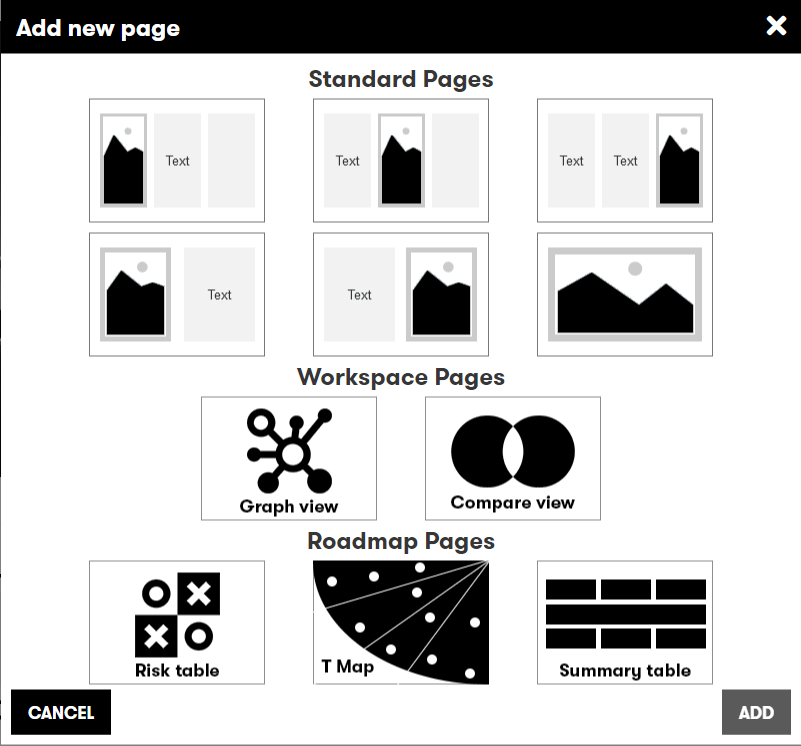 Add new page
Standard Pages
Text
Text
Text Text
Text
Text
Workspace Pages
Graph view
Compare view
Roadmap Pages
Risk table
T Map
Summary table
CANCEL
ADD